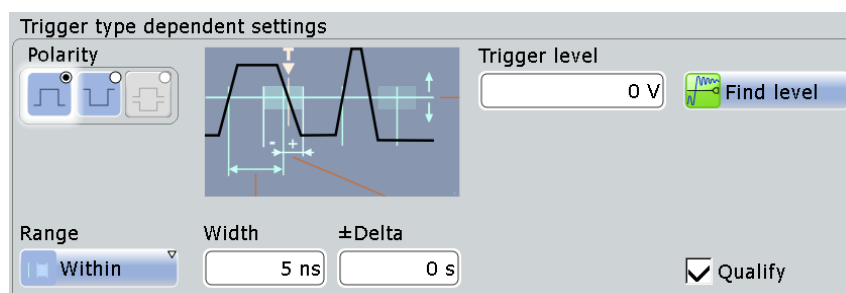 Trigger type dependent settings
Polarity
Trigger level
T
0 V
Find level
- +
Range
Width
±Delta
Within
5 ns
0 s
Qualify